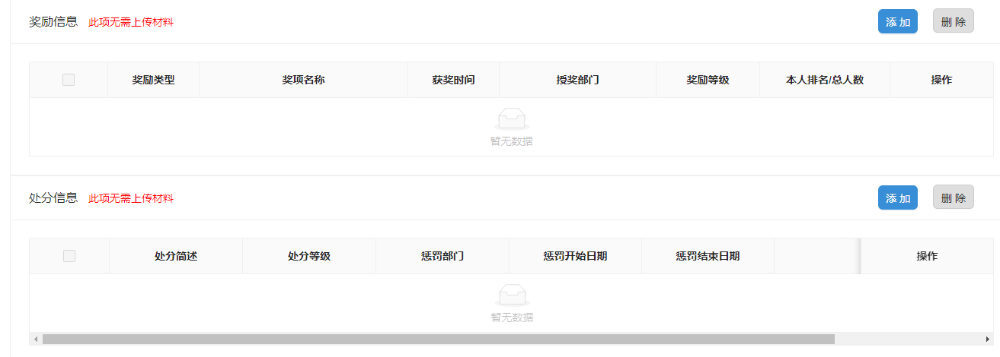 奖励信息 此项无需上传材料 添 加 删 除
奖励类型 奖项名称 获奖时间 授奖部门 奖励等级 本人排名/总人数 操作
暂无数据
处分信息 此项无需上传材料 添 加 删 除
处分简述 处分等级 惩罚部门 惩罚开始日期 惩罚结束日期 操作
暂无数据